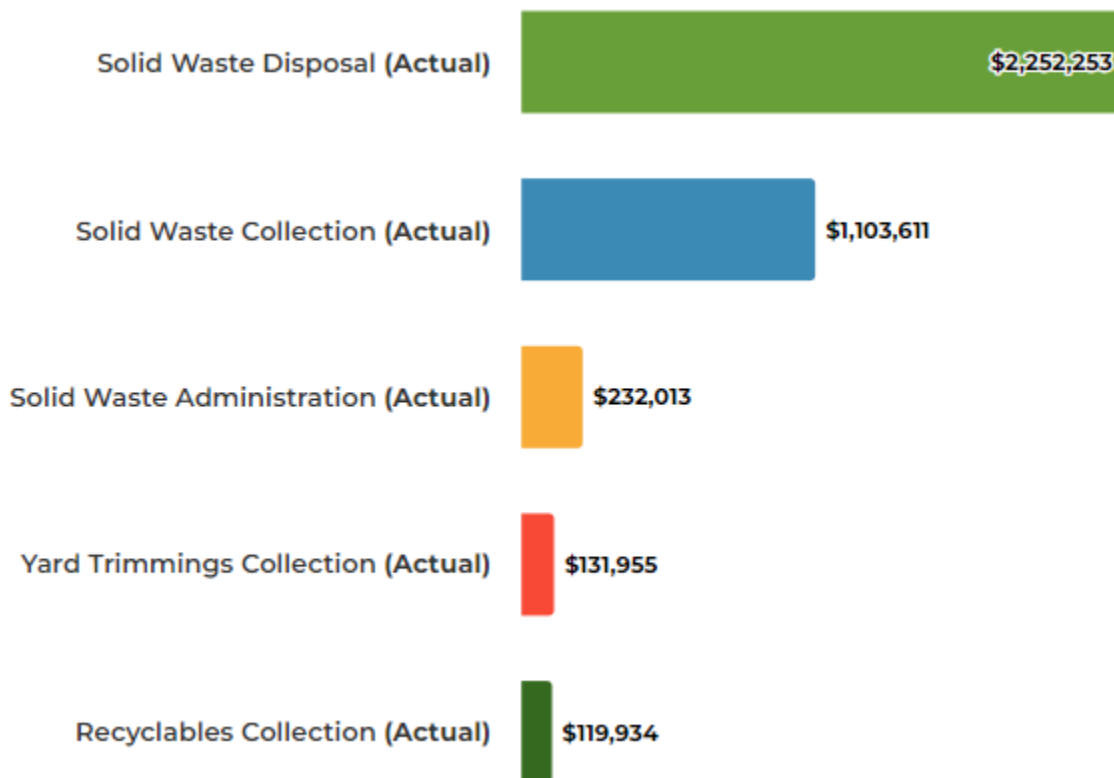 Solid Waste Disposal (Actual) $2,252,253
Solid Waste Collection (Actual) $1,103,611
Solid Waste Administration (Actual) $232,013
Yard Trimmings Collection (Actual) $131,955
Recyclables Collection (Actual) $119,934